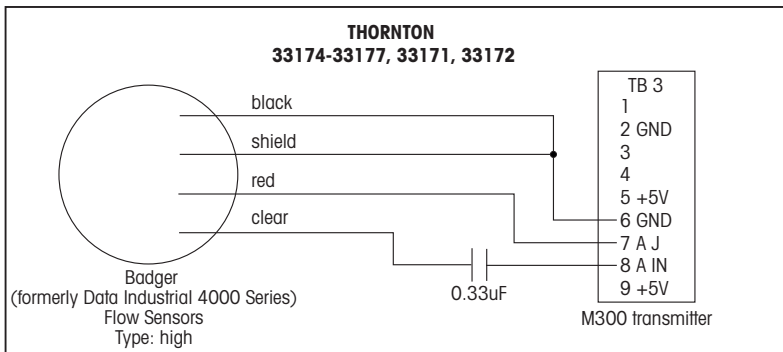 THORNTON
33174-33177, 33171, 33172
black
shield
red
clear
0.33uF
Badger
(formerly Data Industrial 4000 Series)
Flow Sensors
Type: high
TB 3
1
2 GND
3
4
5 +5V
6 GND
7 A J
8 A IN
9 +5V
M300 transmitter